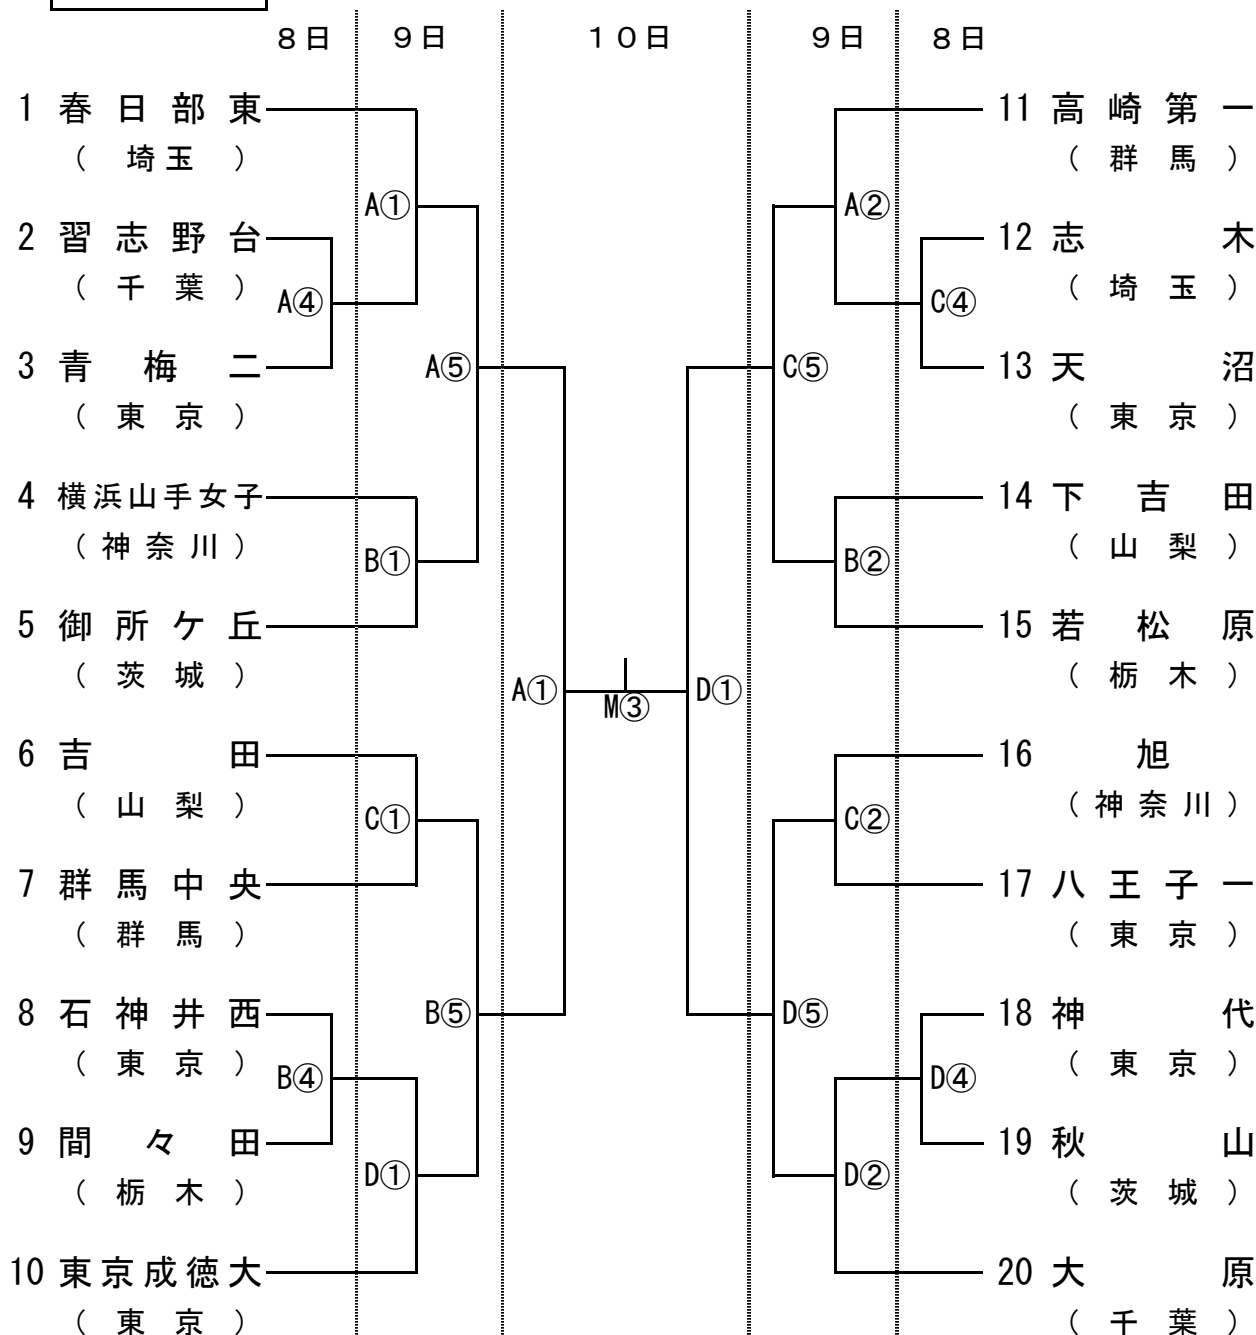 ８日 ９日 １０日 ９日 ８日
1 春日部東
（ 埼玉 ）
A①
2 習志野台
（ 千葉 ）
A④
3 青梅二
（ 東京 ）
A⑤
4 横浜山手女子
（ 神奈川 ）
B①
5 御所ケ丘
（ 茨城 ）
A①
6 吉田
（ 山梨 ）
C①
7 群馬中央
（ 群馬 ）
8 石神井西
（ 東京 ）
B④
B⑤
9 間々田
（ 栃木 ）
D①
10 東京成徳大
（ 東京 ）
M③
11 高崎第一
（ 群馬 ）
A②
12 志木
（ 埼玉 ）
C④
13 天沼
（ 東京 ）
C⑤
14 下吉田
（ 山梨 ）
B②
15 若松原
（ 栃木 ）
D①
16 旭
（ 神奈川 ）
C②
17 八王子一
（ 東京 ）
18 神代
（ 東京 ）
D④
D⑤
19 秋山
（ 茨城 ）
D②
20 大原
（ 千葉 ）